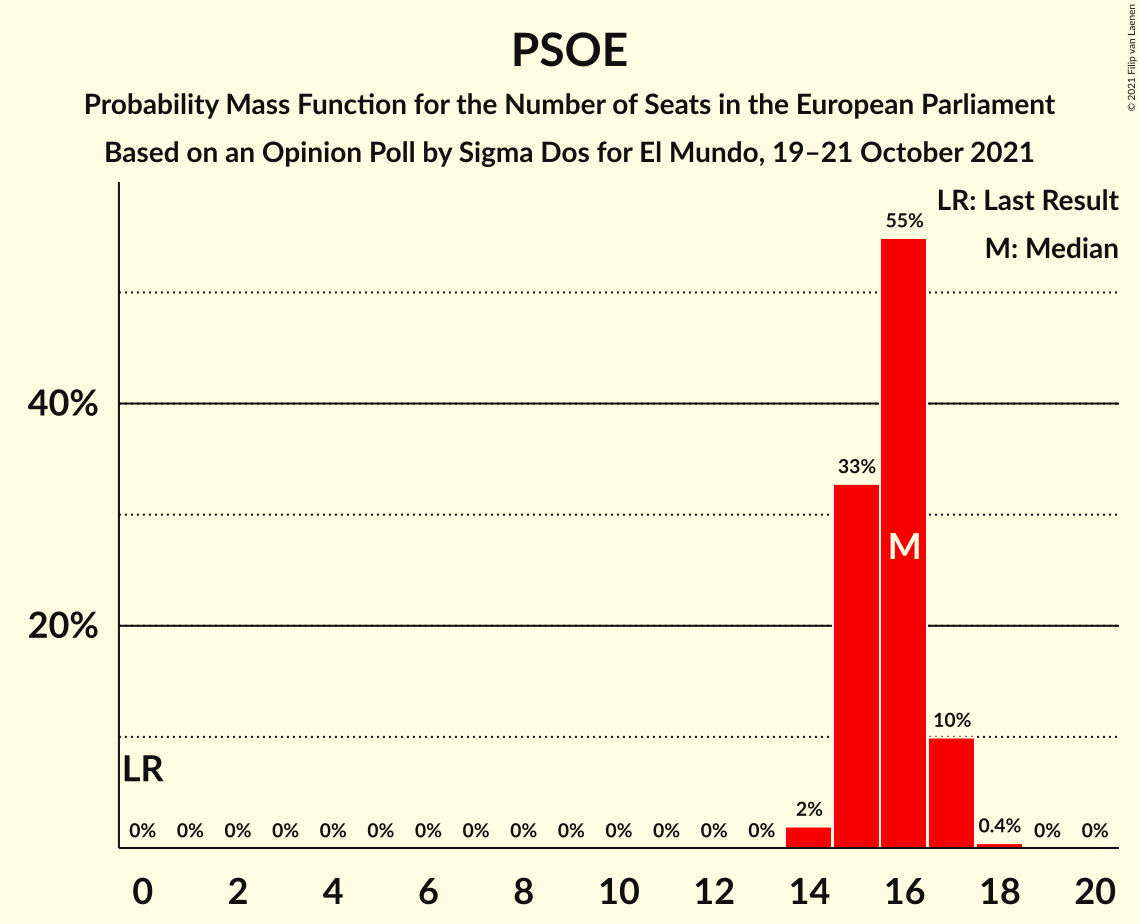 PSOE
Probability Mass Function for the Number of Seats in the European Parliament
Based on an Opinion Poll by Sigma Dos for El Mundo, 19–21 October 2021
© 2021 Filip van Laenen
LR: Last Result
M: Median
55%
40%
33%
M
20%
10%
LR
2%
0% 0% 0% 0% 0% 0% 0% 0% 0% 0% 0% 0% 0% 0% 0.4% 0% 0%
0 2 4 6 8 10 12 14 16 18 20